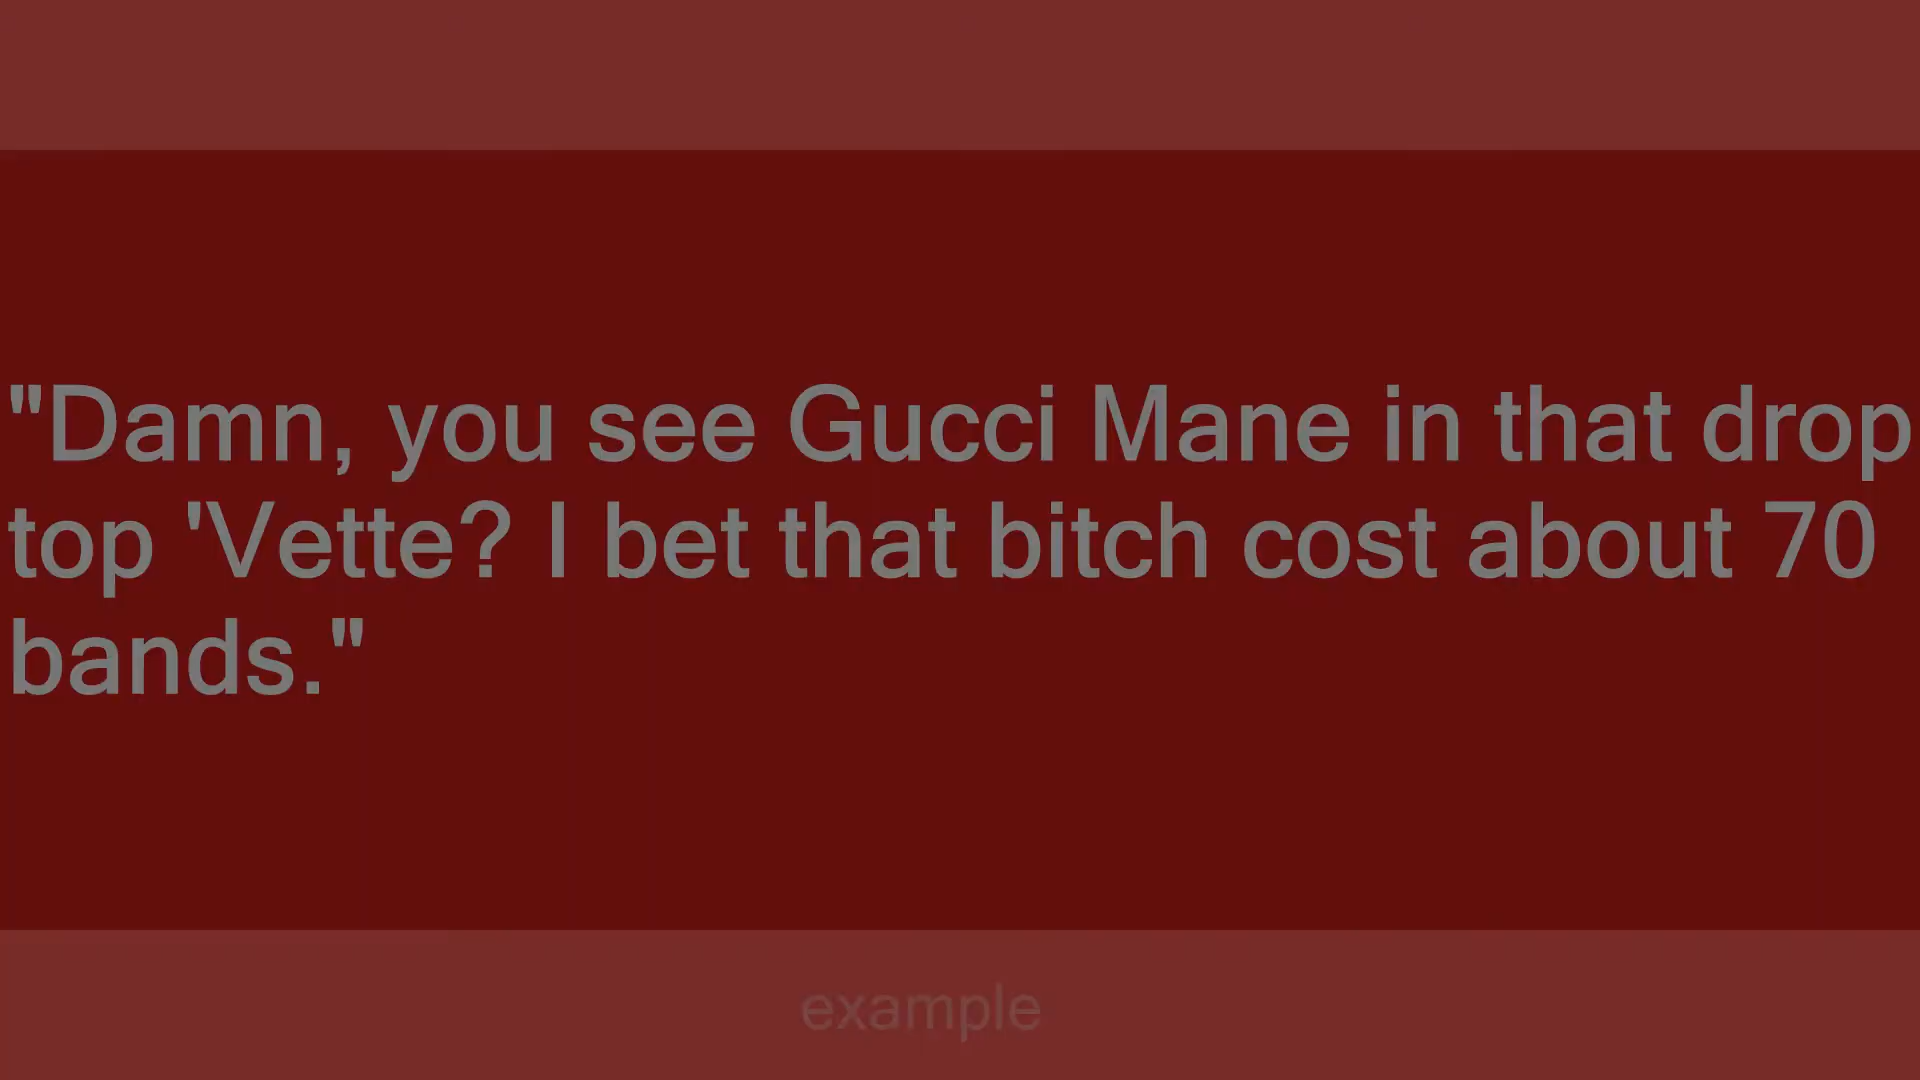 "Damn, you see Gucci Mane in that drop
top 'Vette? I bet that bitch cost about 70
bands."
example